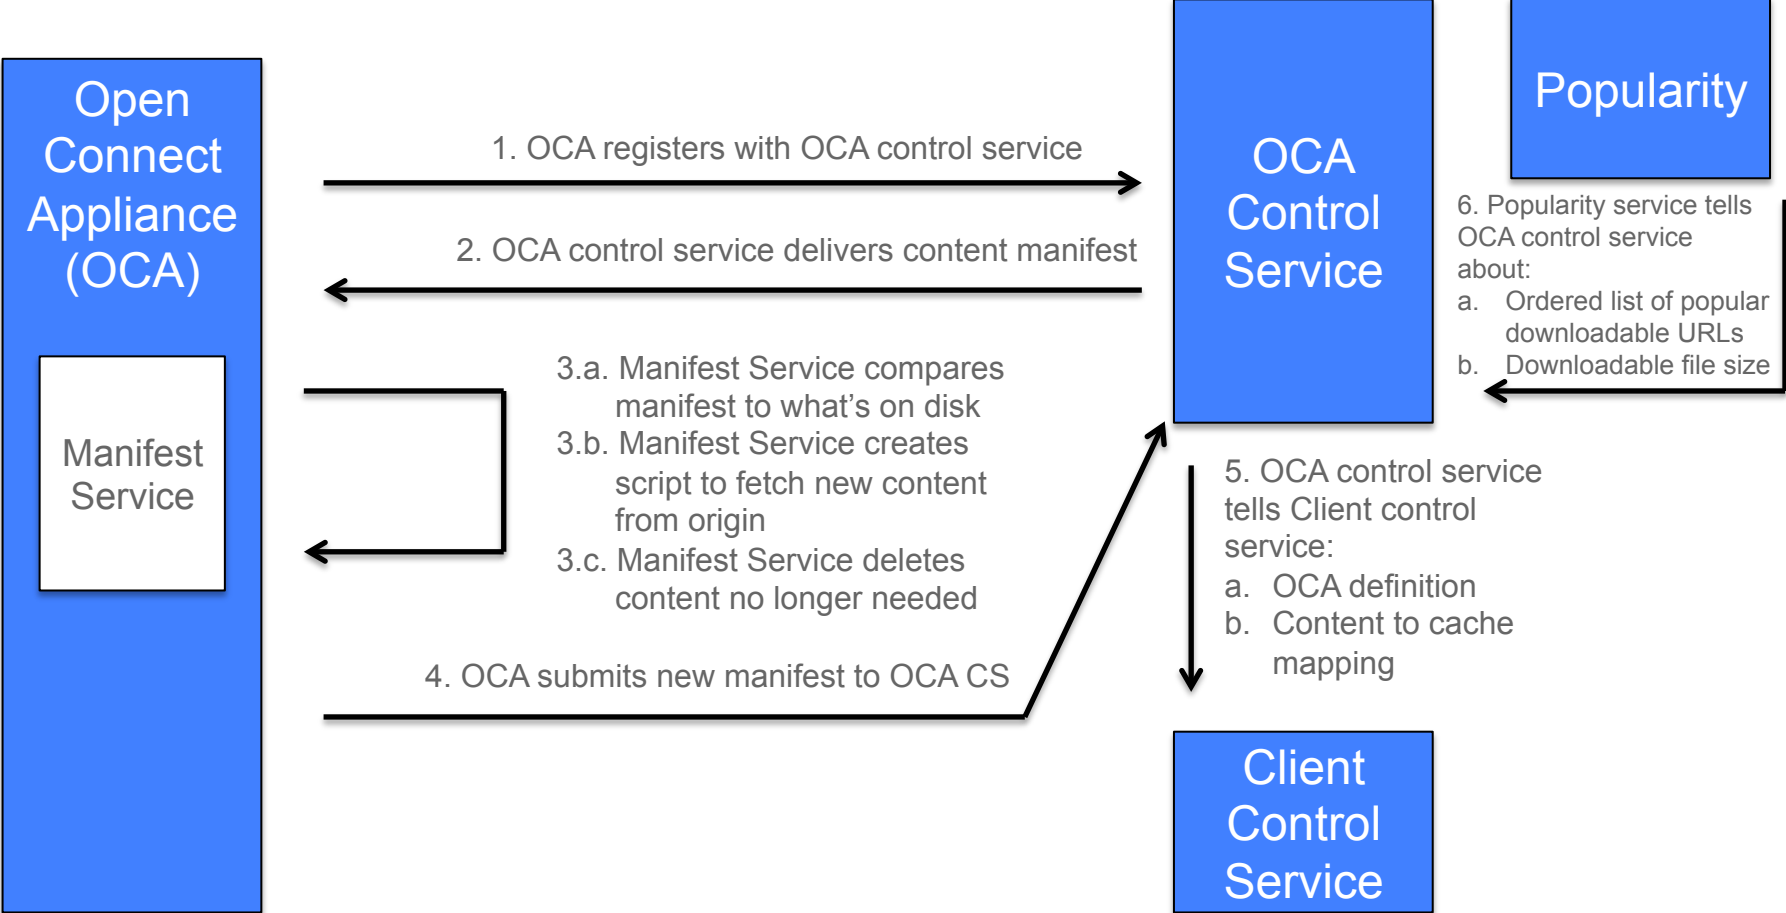 Open
Connect
Appliance
(OCA)
Manifest
Service
1. OCA registers with OCA control service
2. OCA control service delivers content manifest
3.a. Manifest Service compares
manifest to what's on disk
3.b. Manifest Service creates
script to fetch new content
from origin
3.c. Manifest Service deletes
content no longer needed
4. OCA submits new manifest to OCA CS
OCA
Control
Service
Popularity
6. Popularity service tells
OCA control service
about:
a. Ordered list of popular
downloadable URLs
b. Downloadable file size
5. OCA control service
tells Client control
service:
a. OCA definition
b. Content to cache
mapping
Client
Control
Service